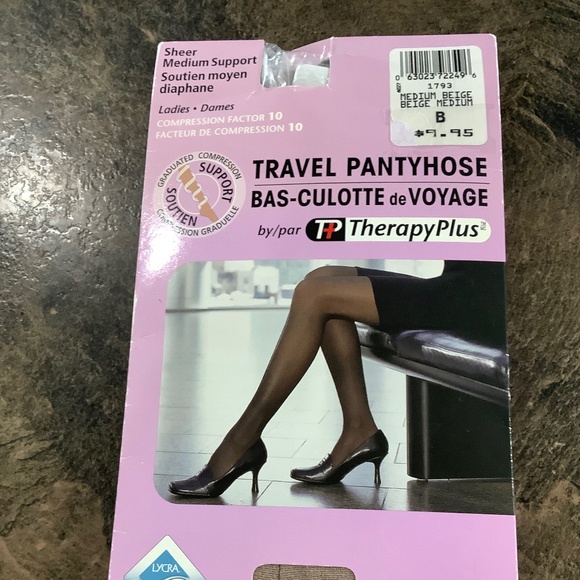 Sheer
Medium Support
Soutien moyen
diaphane
Ladies • Dames
COMPRESSION FACTOR 10
FACTEUR DE COMPRESSION 10
0 63023 72249 6
1793
MEDIUM BEIGE
BEIGE MEDIUM
B
$9.95
GRADUATED COMPRESSION
SUPPORT
SOUTIEN
COMPRESSION GRADUELLE
TRAVEL PANTYHOSE
BAS-CULOTTE de VOYAGE
by/par TP TherapyPlus
LYCRA